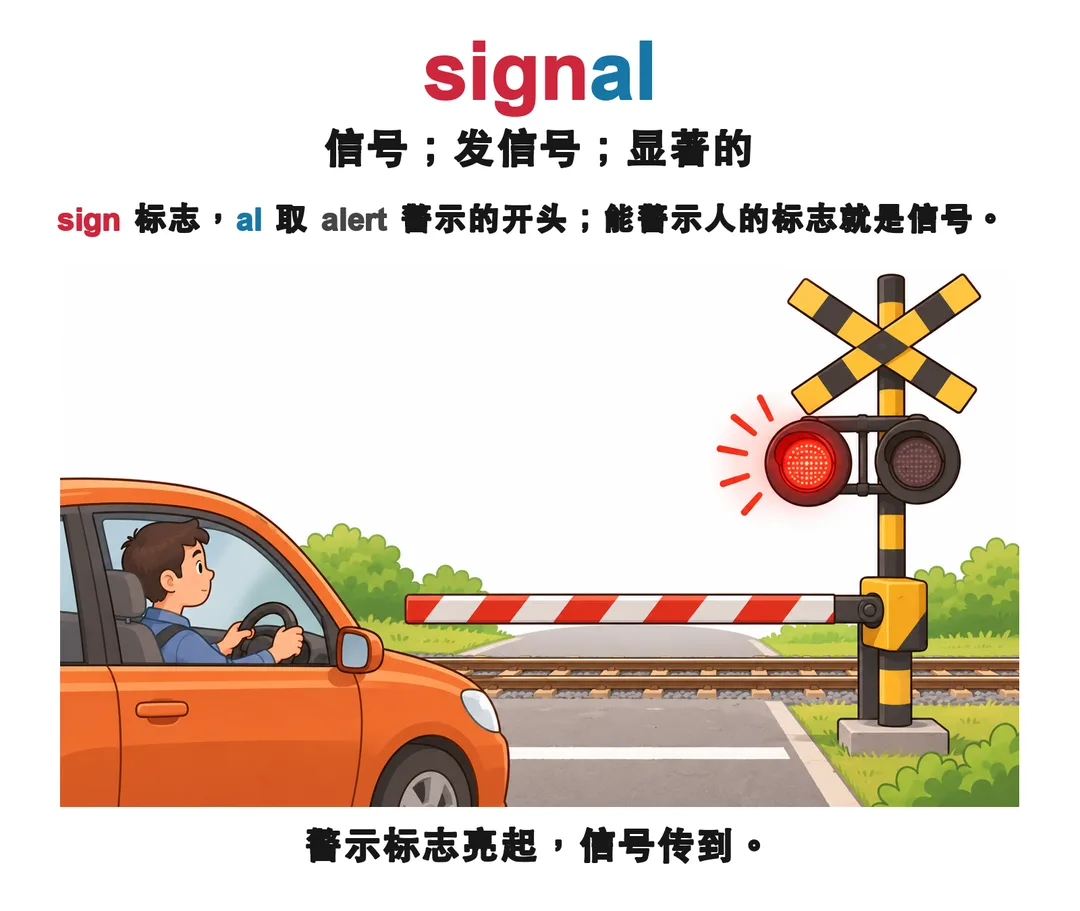 signal
信号；发信号；显著的
sign 标志，al 取 alert 警示的开头；能警示人的标志就是信号。
警示标志亮起，信号传到。